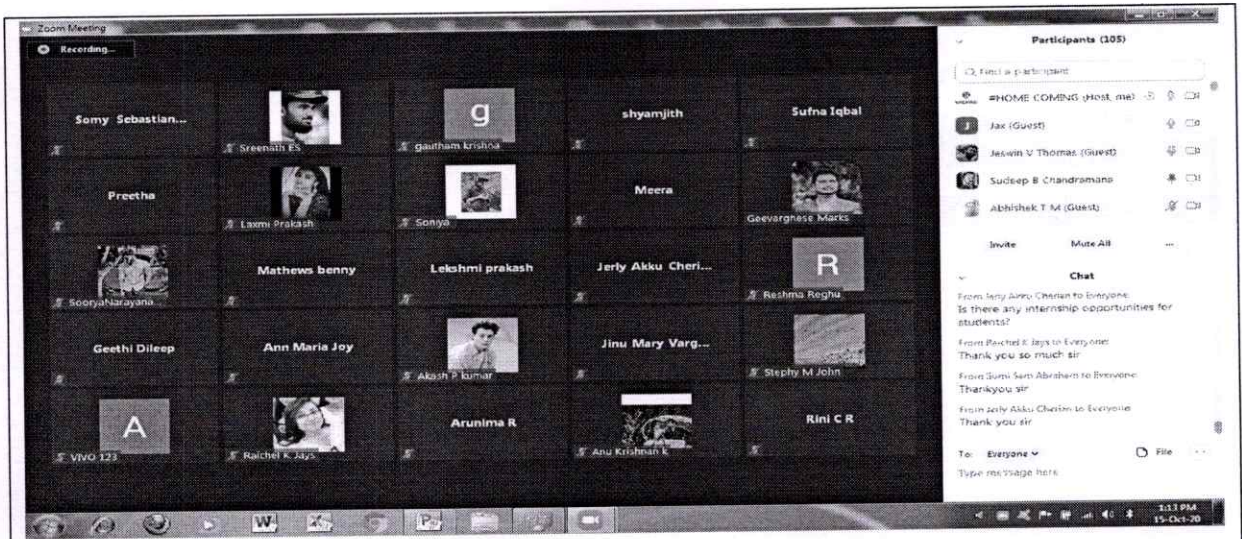 Zoom Meeting
Recording...
Somy Sebastian...
Sreenath ES
g
gautham krishna
shyamjith
Sufna Iqbal
Preetha
Laxmi Prakash
Soniya
Meera
Geevarghese Marks
SooryaNarayana
Mathews benny
Lekshmi prakash
Jerly Akku Cheri...
R
Reshma Reghu
Geethi Dileep
Ann Maria Joy
Akash P kumar
Jinu Mary Varg...
Stephy M John
A
VIVO 123
Raichel K Jays
Arunima R
Anu Krishnan k
Rini C R
Participants (105)
Find a participant
#HOME COMING (Host, me)
J
Jax (Guest)
Jeswin V Thomas (Guest)
Sudeep B Chandramana
Abhishek T M (Guest)
Invite
Mute All
...
Chat
From Jerly Akku Cherian to Everyone:
Is there any internship opportunities for
students?
From Raichel K Jays to Everyone:
Thank you so much sir
From Sumi Sam Abraham to Everyone:
Thankyou sir
From Jerly Akku Cherian to Everyone:
Thank you sir
To: Everyone
File
Type message here
1:13 PM
15-Oct-20